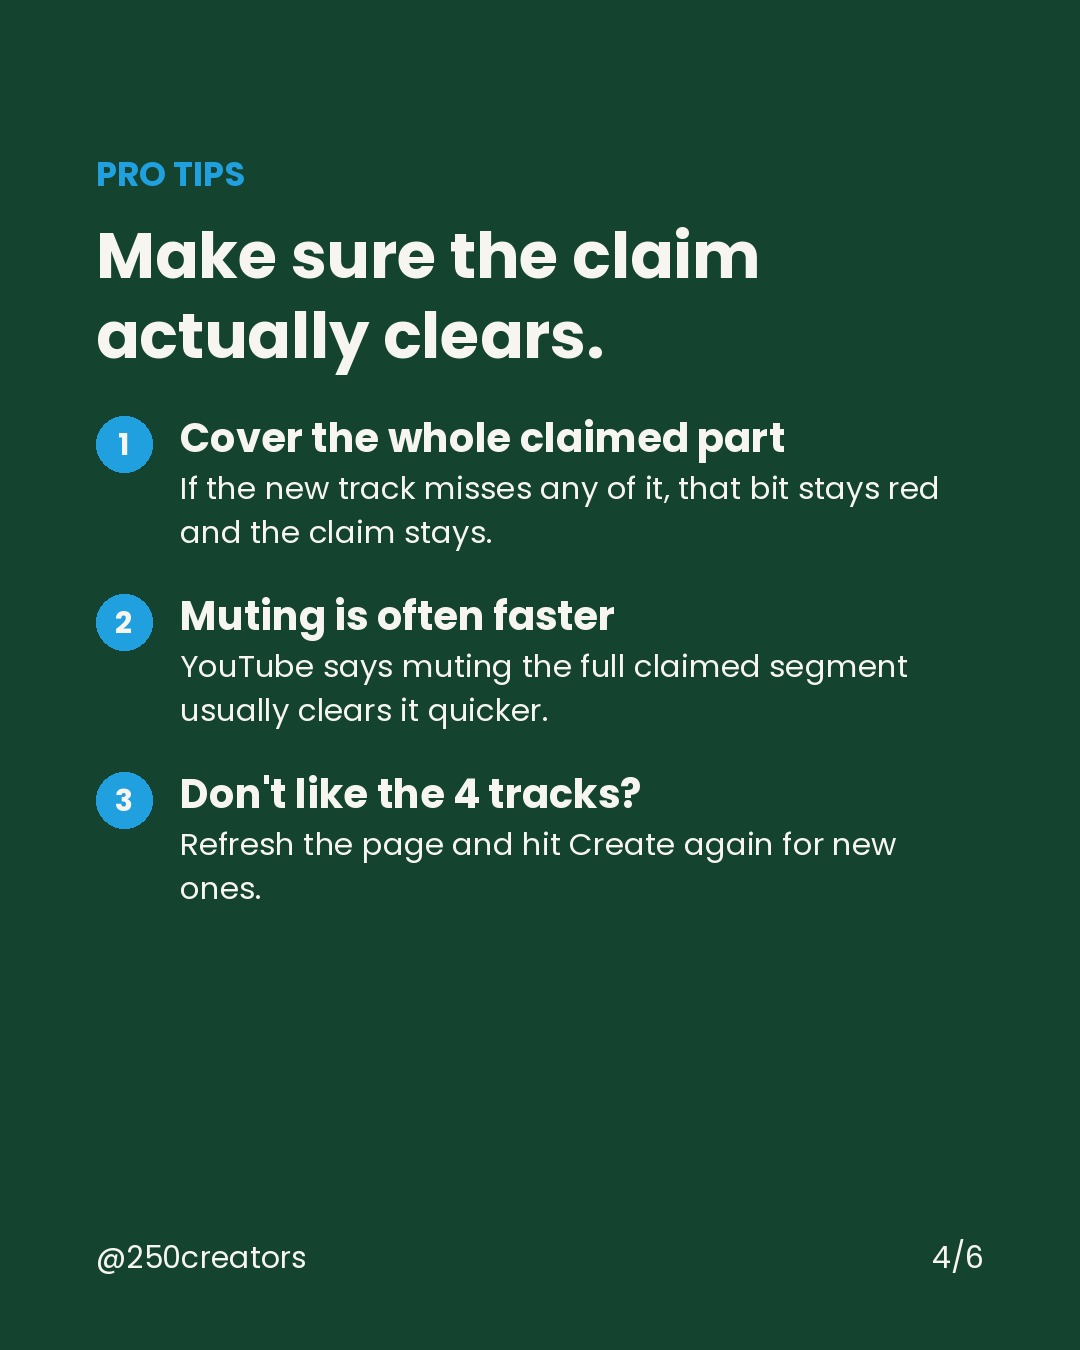 PRO TIPS
Make sure the claim
actually clears.
1
Cover the whole claimed part
If the new track misses any of it, that bit stays red
and the claim stays.
2
Muting is often faster
YouTube says muting the full claimed segment
usually clears it quicker.
3
Don't like the 4 tracks?
Refresh the page and hit Create again for new
ones.
@250creators
4/6